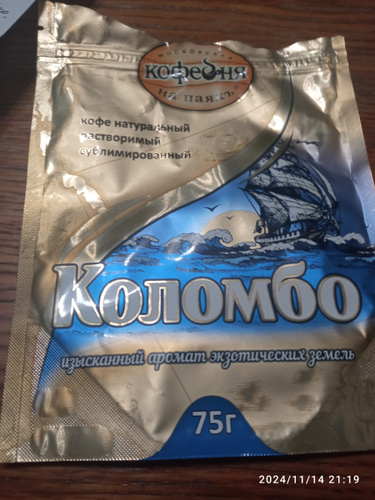 МОСКОВСКАЯ
КОФЕЙНЯ
НА ПАЯХЪ
кофе натуральный
растворимый
сублимированный
КОЛОМБО
изысканный аромат экзотических земель
75г
2024/11/14 21:19